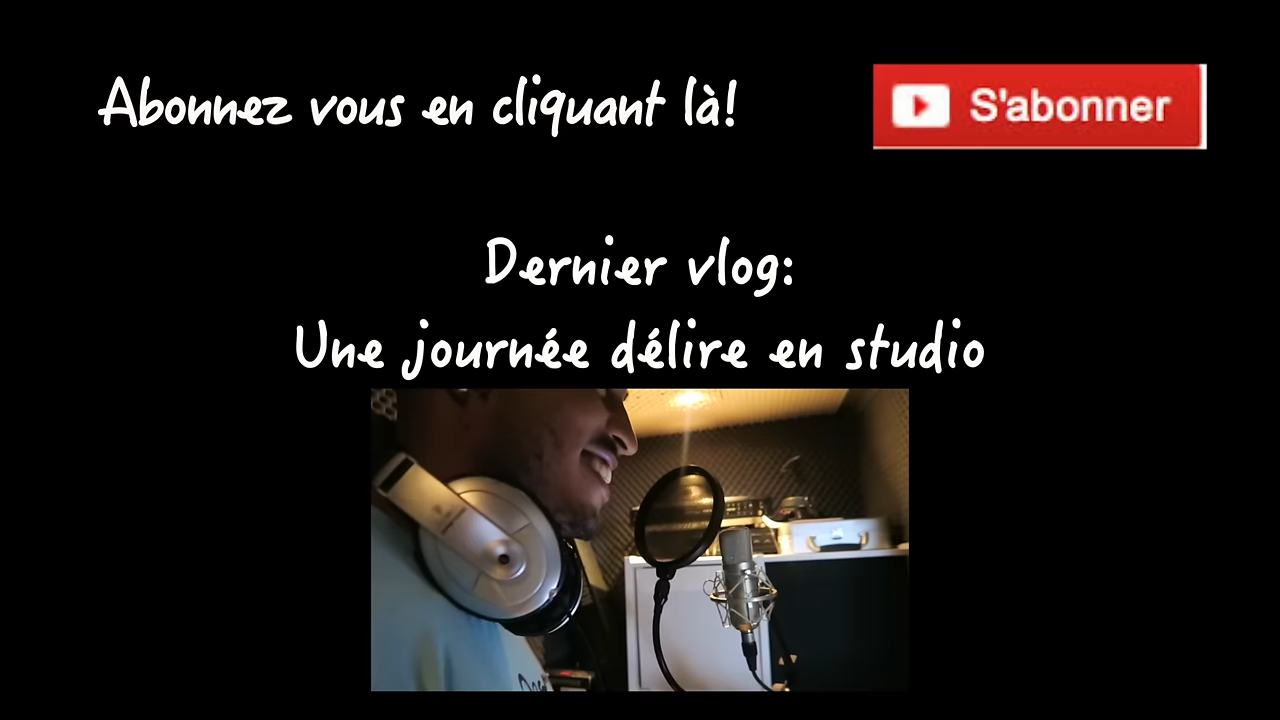 Abonnez vous en cliquant là!
S'abonner
Dernier vlog:
Une journée délire en studio